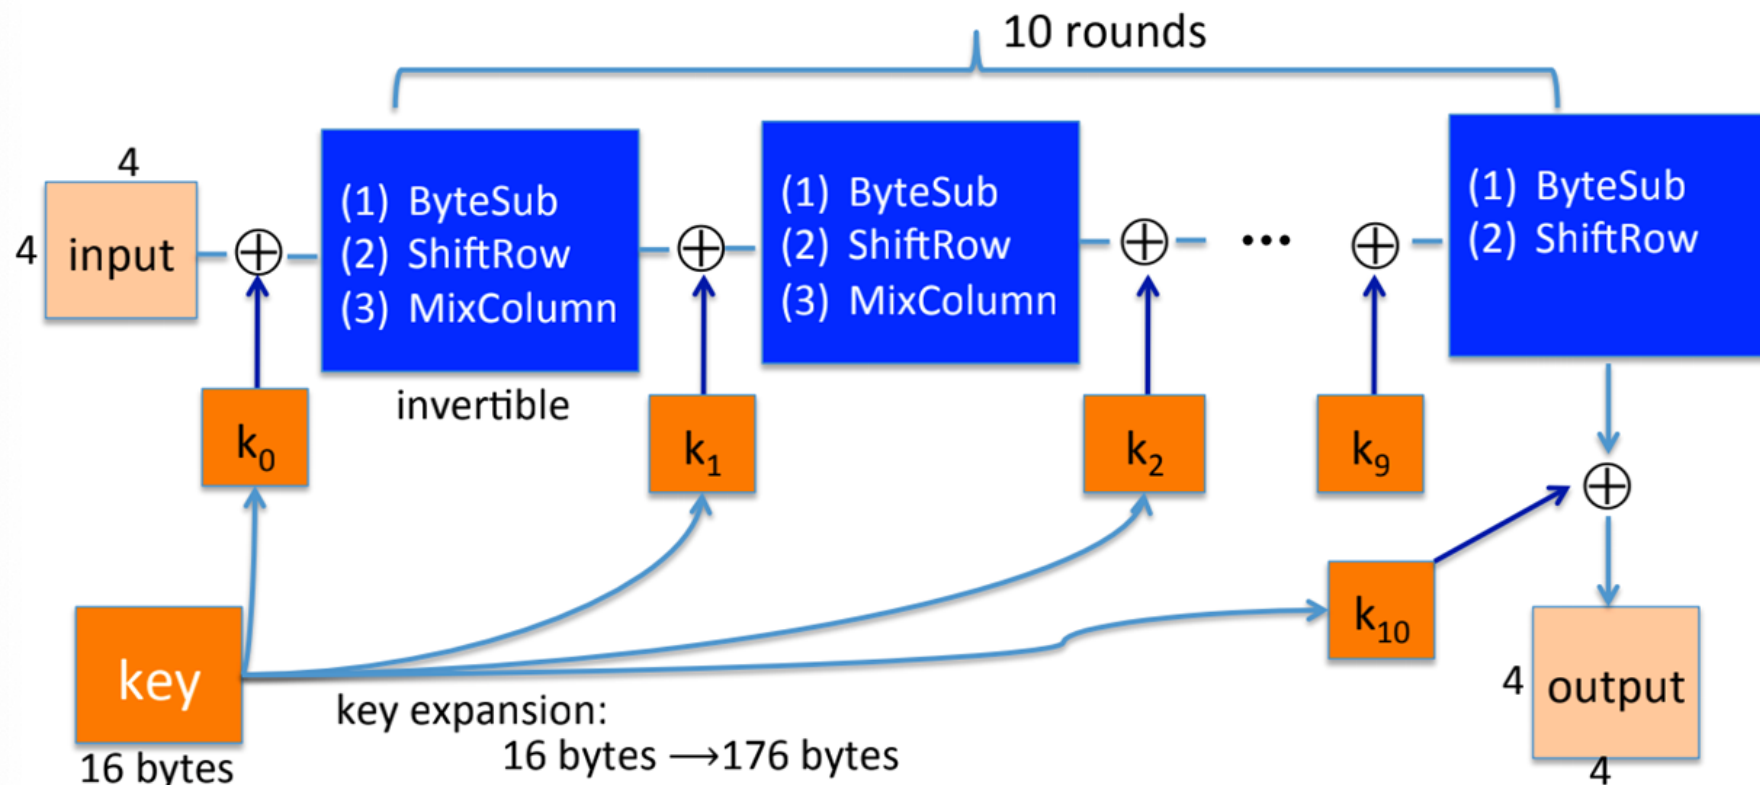 10 rounds
4
4
input
(1) ByteSub
(2) ShiftRow
(3) MixColumn
invertible
(1) ByteSub
(2) ShiftRow
(3) MixColumn
...
(1) ByteSub
(2) ShiftRow
k0
k1
k2
k9
k10
key
16 bytes
key expansion:
16 bytes ⟶176 bytes
4
output
4